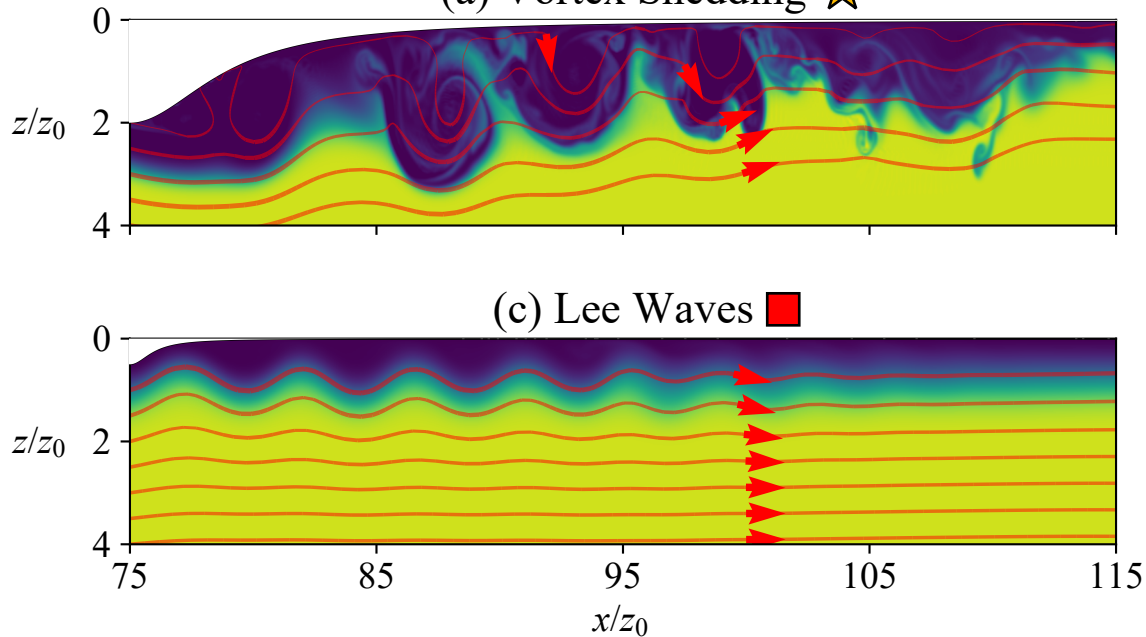 (a) Vortex Shedding
0
z/z0
2
4
(c) Lee Waves
0
z/z0
2
4
75 85 95 105 115
x/z0